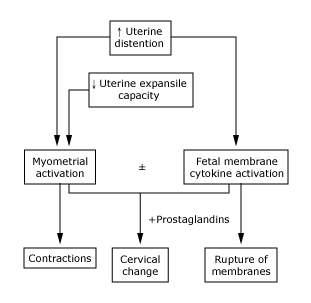 ↑ Uterine
distention
↓ Uterine expansile
capacity
Myometrial
activation
±
Fetal membrane
cytokine activation
+Prostaglandins
Contractions
Cervical
change
Rupture of
membranes